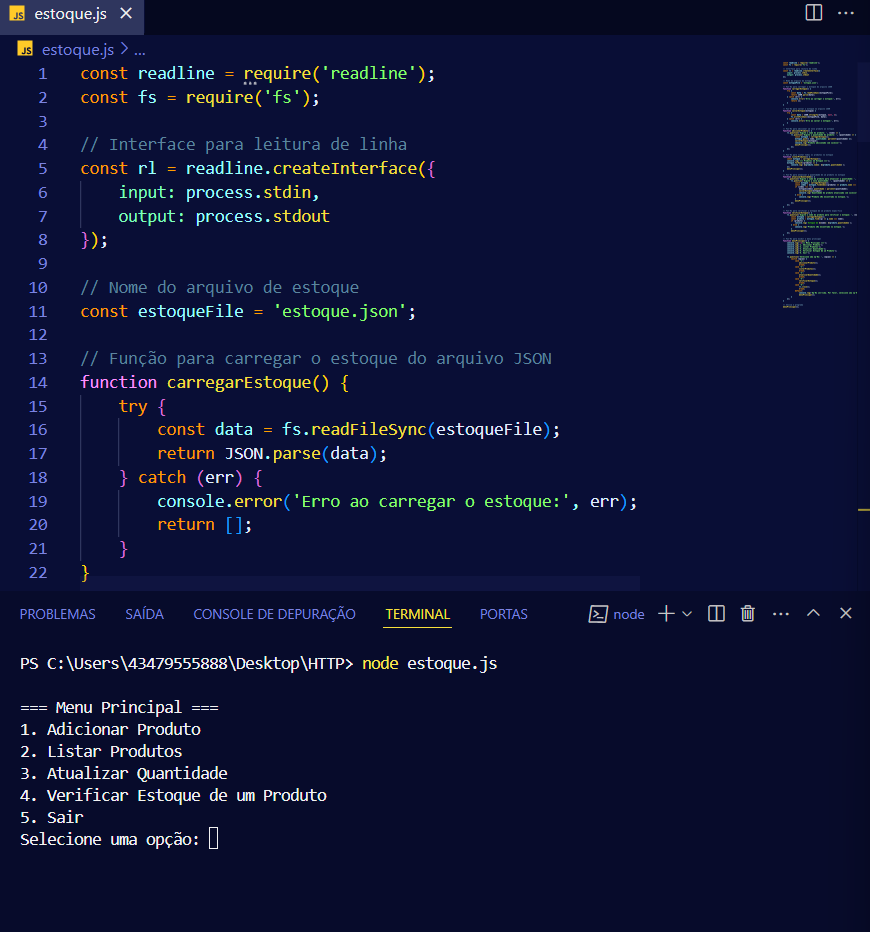 JS estoque.js
JS estoque.js > ...
1 const readline = require('readline');
2 const fs = require('fs');
3
4 // Interface para leitura de linha
5 const rl = readline.createInterface({
6 input: process.stdin,
7 output: process.stdout
8 });
9
10 // Nome do arquivo de estoque
11 const estoqueFile = 'estoque.json';
12
13 // Função para carregar o estoque do arquivo JSON
14 function carregarEstoque() {
15 try {
16 const data = fs.readFileSync(estoqueFile);
17 return JSON.parse(data);
18 } catch (err) {
19 console.error('Erro ao carregar o estoque:', err);
20 return [];
21 }
22 }
PROBLEMAS SAÍDA CONSOLE DE DEPURAÇÃO TERMINAL PORTAS node
PS C:\Users\43479555888\Desktop\HTTP> node estoque.js
=== Menu Principal ===
1. Adicionar Produto
2. Listar Produtos
3. Atualizar Quantidade
4. Verificar Estoque de um Produto
5. Sair
Selecione uma opção: